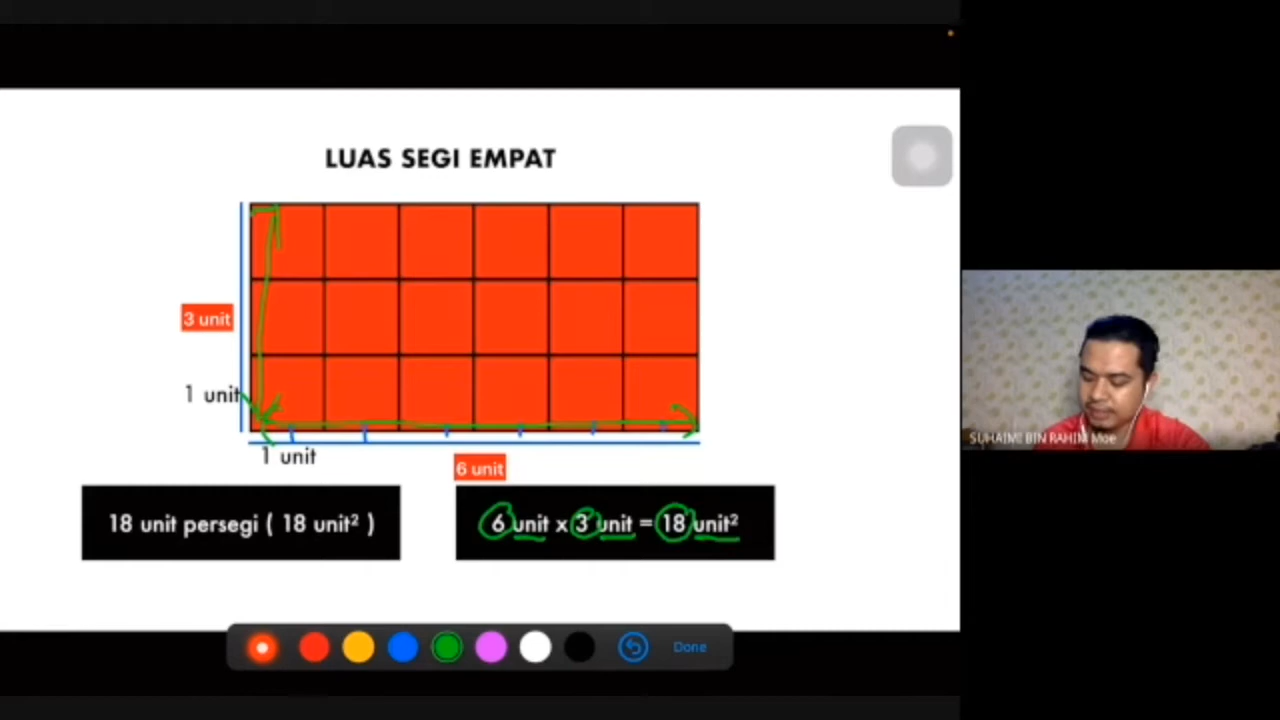 LUAS SEGI EMPAT
3 unit
1 unit
1 unit
6 unit
18 unit persegi ( 18 unit² )
6 unit x 3 unit = 18 unit²
Done
SUHAIMI BIN RAHIM Moe